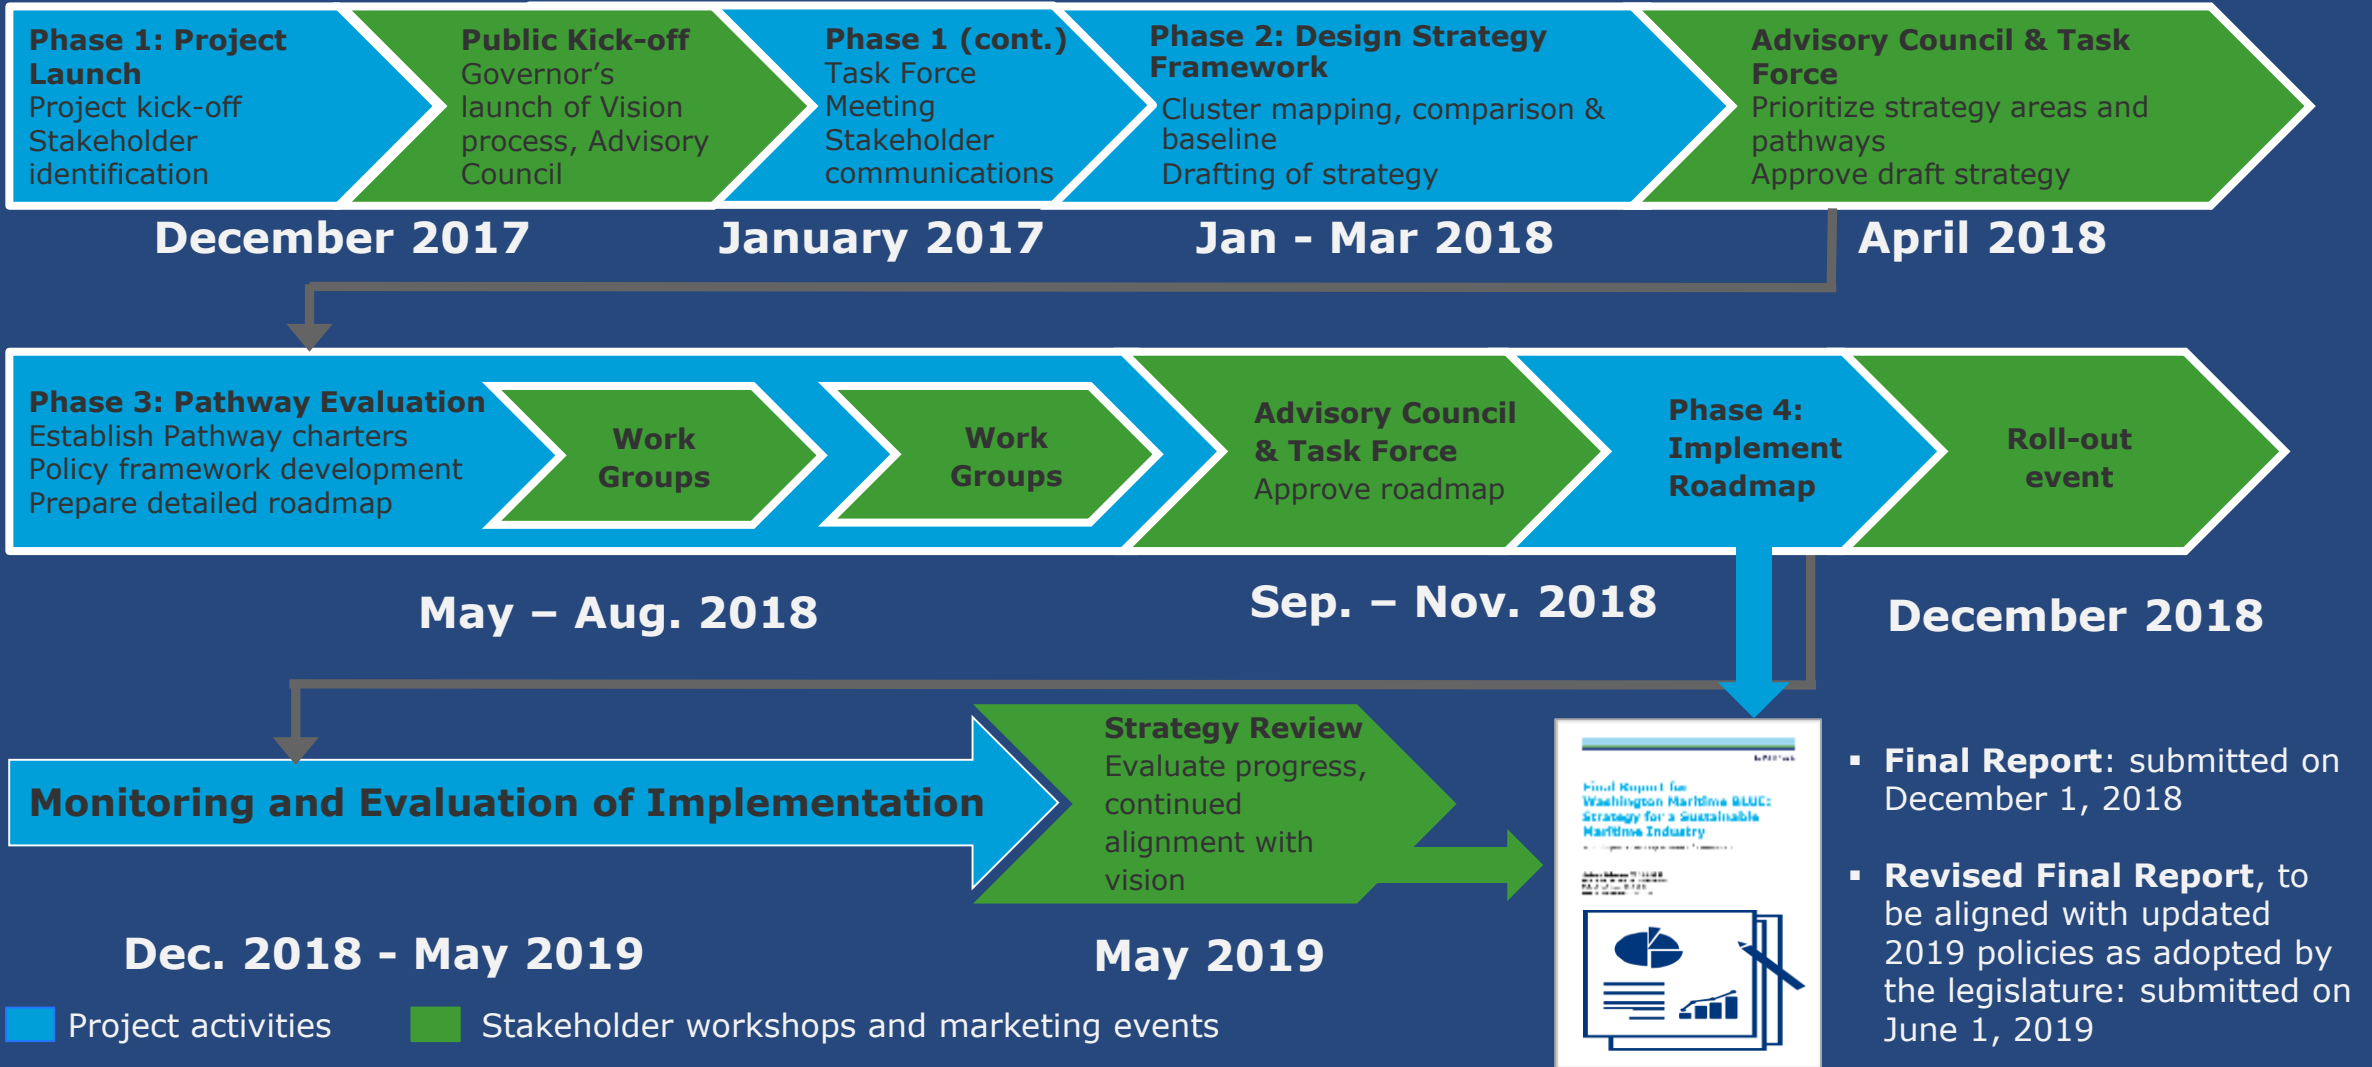 Phase 1: Project
Launch
Project kick-off
Stakeholder
identification
Public Kick-off
Governor’s
launch of Vision
process, Advisory
Council
Phase 1 (cont.)
Task Force
Meeting
Stakeholder
communications
Phase 2: Design Strategy
Framework
Cluster mapping, comparison &
baseline
Drafting of strategy
Advisory Council & Task
Force
Prioritize strategy areas and
pathways
Approve draft strategy
December 2017
January 2017
Jan - Mar 2018
April 2018
Phase 3: Pathway Evaluation
Establish Pathway charters
Policy framework development
Prepare detailed roadmap
Work
Groups
Work
Groups
Advisory Council
& Task Force
Approve roadmap
Phase 4:
Implement
Roadmap
Roll-out
event
May – Aug. 2018
Sep. – Nov. 2018
December 2018
Monitoring and Evaluation of Implementation
Strategy Review
Evaluate progress,
continued
alignment with
vision
Dec. 2018 - May 2019
May 2019
Final Report for
Washington Maritime BLUE:
Strategy for a Sustainable
Maritime Industry
▪ Final Report: submitted on
December 1, 2018
▪ Revised Final Report, to
be aligned with updated
2019 policies as adopted by
the legislature: submitted on
June 1, 2019
Project activities
Stakeholder workshops and marketing events